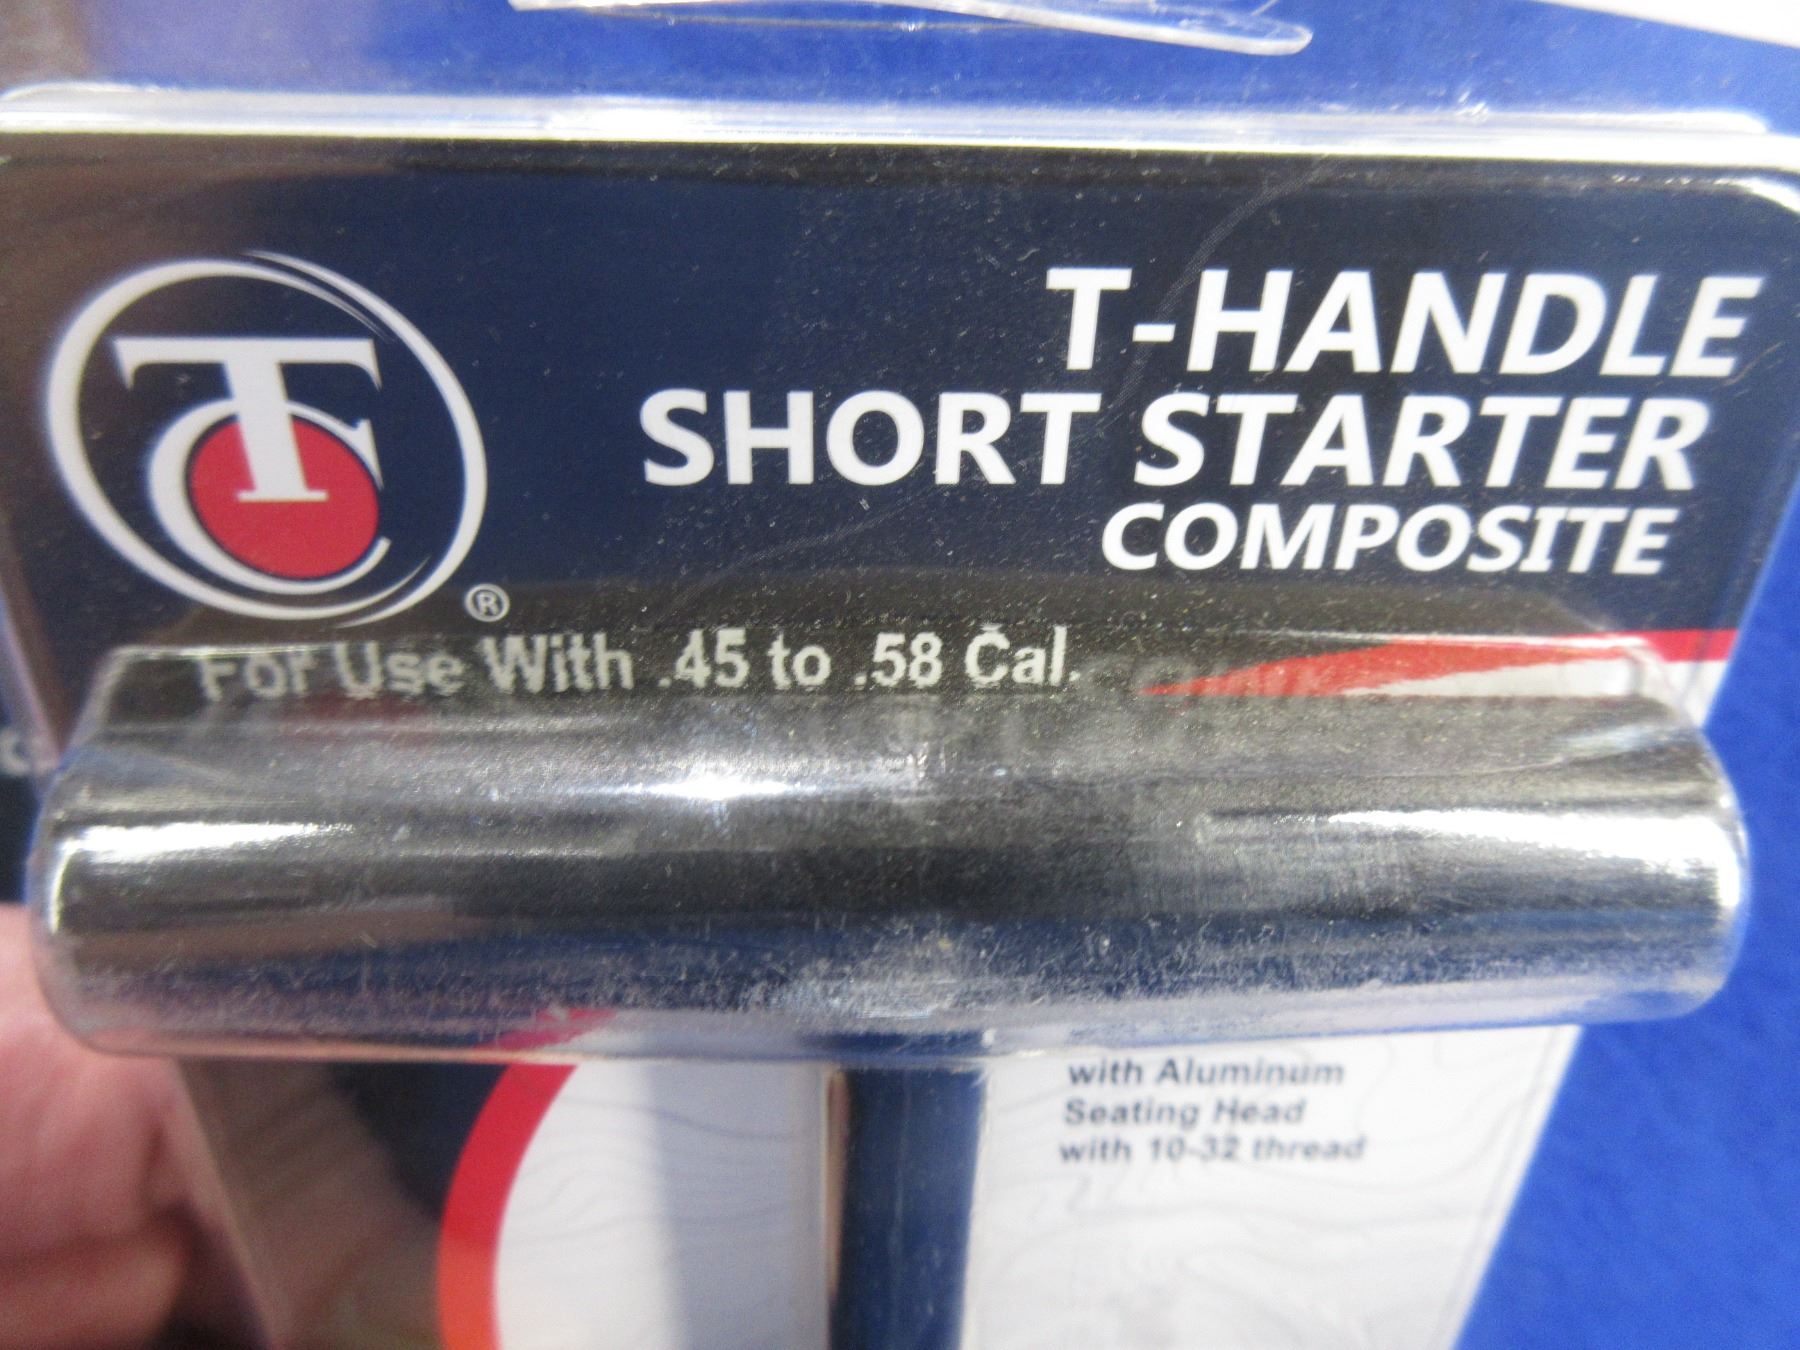 TC
®
T-HANDLE
SHORT STARTER
COMPOSITE
For Use With .45 to .58 Cal.
with Aluminum
Seating Head
with 10-32 thread